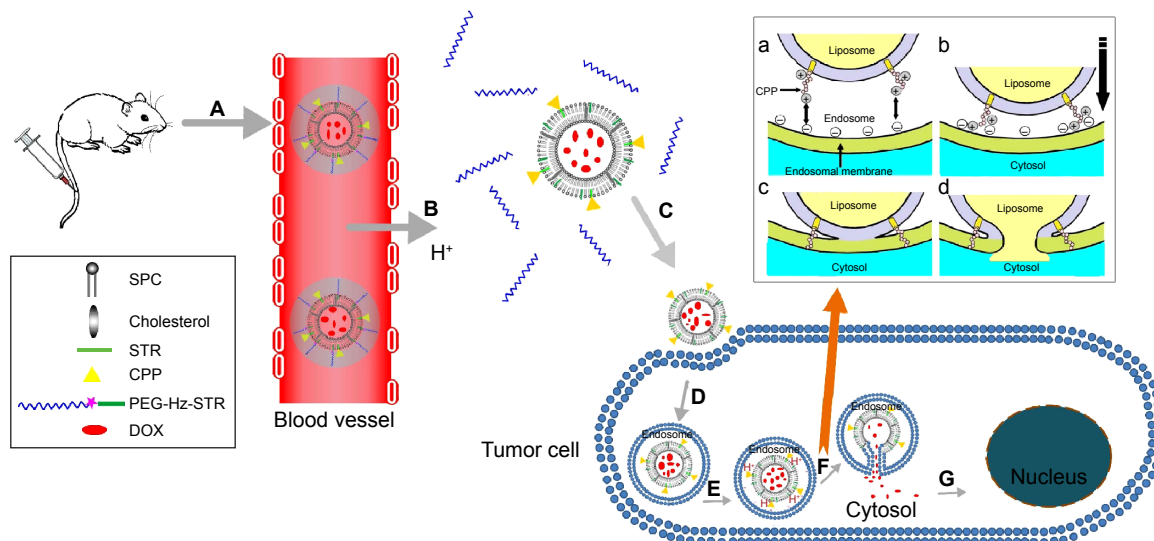 A
B
H⁺
C
Blood vessel
SPC
Cholesterol
STR
CPP
PEG-Hz-STR
DOX
a
Liposome
CPP
Endosome
Endosomal membrane
b
Liposome
Cytosol
c
Liposome
Cytosol
d
Liposome
Cytosol
Tumor cell
D
Endosome
E
Endosome
H⁺
H⁺
H⁺
H⁺
F
Endosome
Cytosol
G
Nucleus